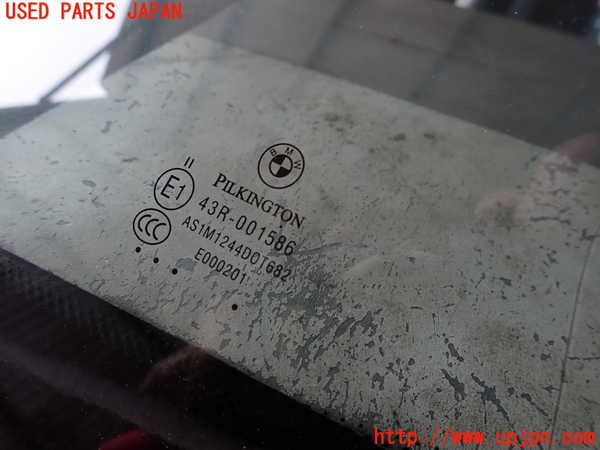 USED PARTS JAPAN
BMW
PILKINGTON
II
E1
43R-001586
CCC
AS1M1244DOT682
E000201
http://www.upjpn.com/